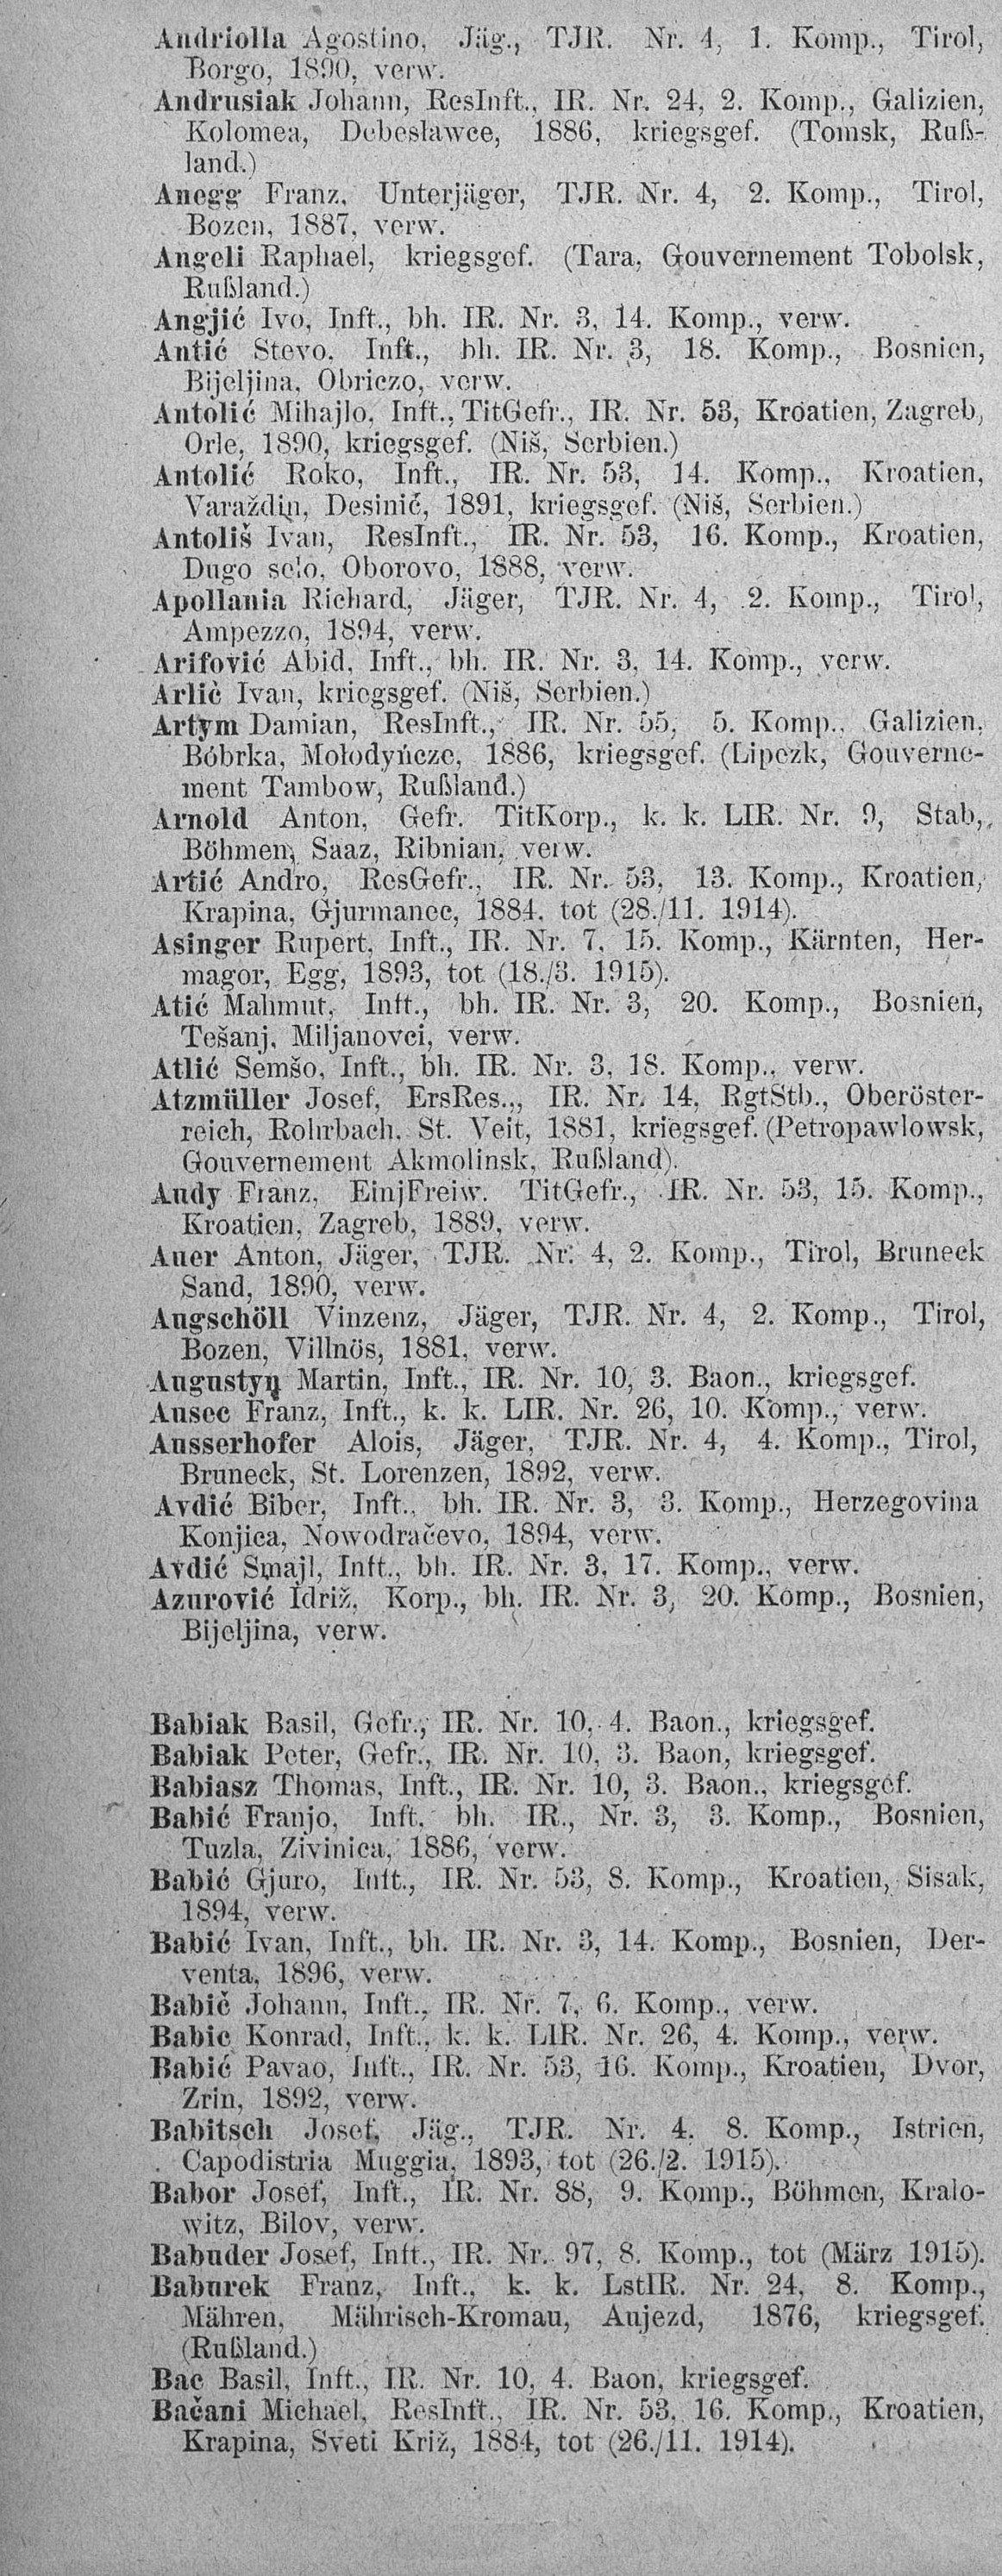 Andriolla Agostino, Jäg., TJR. Nr. 4, 1. Komp., Tirol,
Borgo, 1890, verw.
Andrusiak Johann, ResInft., IR. Nr. 24, 2. Komp., Galizien,
Kolomea, Debesławce, 1886, kriegsgef. (Tomsk, Ruß-
land.)
Anegg Franz, Unterjäger, TJR. Nr. 4, 2. Komp., Tirol,
Bozen, 1887, verw.
Angeli Raphael, kriegsgef. (Tara, Gouvernement Tobolsk,
Rußland.)
Angjić Ivo, Inft., bh. IR. Nr. 3, 14. Komp., verw.
Antić Stevo, Inft., bh. IR. Nr. 3, 18. Komp., Bosnien,
Bijeljina, Obriezo, verw.
Antolić Mihajlo, Inft., TitGefr., IR. Nr. 53, Kroatien, Zagreb,
Orle, 1890, kriegsgef. (Niš, Serbien.)
Antolić Roko, Inft., IR. Nr. 53, 14. Komp., Kroatien,
Varaždin, Desinić, 1891, kriegsgef. (Niš, Serbien.)
Antoliš Ivan, ResInft., IR. Nr. 53, 16. Komp., Kroatien,
Dugo selo, Oborovo, 1888, verw.
Apollania Richard, Jäger, TJR. Nr. 4, 2. Komp., Tirol,
Ampezzo, 1894, verw.
Arifović Abid, Inft., bh. IR. Nr. 3, 14. Komp., verw.
Arlič Ivan, kriegsgef. (Niš, Serbien.)
Artym Damian, ResInft., IR. Nr. 55, 5. Komp., Galizien,
Bóbrka, Mołodyńcze, 1886, kriegsgef. (Lipezk, Gouverne-
ment Tambow, Rußland.)
Arnold Anton, Gefr. TitKorp., k. k. LIR. Nr. 9, Stab,
Böhmen, Saaz, Ribnian, verw.
Artić Andro, ResGefr., IR. Nr. 53, 13. Komp., Kroatien,
Krapina, Gjurmanec, 1884, tot (28./11. 1914).
Asinger Rupert, Inft., IR. Nr. 7, 15. Komp., Kärnten, Her-
magor, Egg, 1893, tot (18./3. 1915).
Atić Mahmut, Inft., bh. IR. Nr. 3, 20. Komp., Bosnien,
Tešanj, Miljanovci, verw.
Atlić Semšo, Inft., bh. IR. Nr. 3, 18. Komp., verw.
Atzmüller Josef, ErsRes., IR. Nr. 14, RgtStb., Oberöster-
reich, Rohrbach, St. Veit, 1881, kriegsgef. (Petropawlowsk,
Gouvernement Akmolinsk, Rußland).
Audy Franz, EinjFreiw. TitGefr., IR. Nr. 53, 15. Komp.,
Kroatien, Zagreb, 1889, verw.
Auer Anton, Jäger, TJR. Nr. 4, 2. Komp., Tirol, Bruneck
Sand, 1890, verw.
Augschöll Vinzenz, Jäger, TJR. Nr. 4, 2. Komp., Tirol,
Bozen, Villnös, 1881, verw.
Augustyn Martin, Inft., IR. Nr. 10, 3. Baon., kriegsgef.
Ausec Franz, Inft., k. k. LIR. Nr. 26, 10. Komp., verw.
Ausserhofer Alois, Jäger, TJR. Nr. 4, 4. Komp., Tirol,
Bruneck, St. Lorenzen, 1892, verw.
Avdić Biber, Inft., bh. IR. Nr. 3, 3. Komp., Herzegovina
Konjica, Nowodračevo, 1894, verw.
Avdić Smajl, Inft., bh. IR. Nr. 3, 17. Komp., verw.
Azurović Idriž, Korp., bh. IR. Nr. 3, 20. Komp., Bosnien,
Bijeljina, verw.
Babiak Basil, Gefr., IR. Nr. 10, 4. Baon., kriegsgef.
Babiak Peter, Gefr., IR. Nr. 10, 3. Baon, kriegsgef.
Babiasz Thomas, Inft., IR. Nr. 10, 3. Baon., kriegsgef.
Babić Franjo, Inft, bh. IR., Nr. 3, 3. Komp., Bosnien,
Tuzla, Zivinica, 1886, verw.
Babić Gjuro, Inft., IR. Nr. 53, 8. Komp., Kroatien, Sisak,
1894, verw.
Babić Ivan, Inft., bh. IR. Nr. 3, 14. Komp., Bosnien, Der-
venta, 1896, verw.
Babič Johann, Inft., IR. Nr. 7, 6. Komp., verw.
Babic Konrad, Inft., k. k. LIR. Nr. 26, 4. Komp., verw.
Babić Pavao, Inft., IR. Nr. 53, 16. Komp., Kroatien, Dvor,
Zrin, 1892, verw.
Babitsch Josef, Jäg., TJR. Nr. 4, 8. Komp., Istrien,
Capodistria Muggia, 1893, tot (26./2. 1915).
Babor Josef, Inft., IR. Nr. 88, 9. Komp., Böhmen, Kralo-
witz, Bilov, verw.
Babuder Josef, Inft., IR. Nr. 97, 8. Komp., tot (März 1915).
Baburek Franz, Inft., k. k. LstIR. Nr. 24, 8. Komp.,
Mähren, Mährisch-Kromau, Aujezd, 1876, kriegsgef.
(Rußland.)
Bac Basil, Inft., IR. Nr. 10, 4. Baon, kriegsgef.
Bačani Michael, ResInft., IR. Nr. 53, 16. Komp., Kroatien,
Krapina, Sveti Križ, 1884, tot (26./11. 1914).